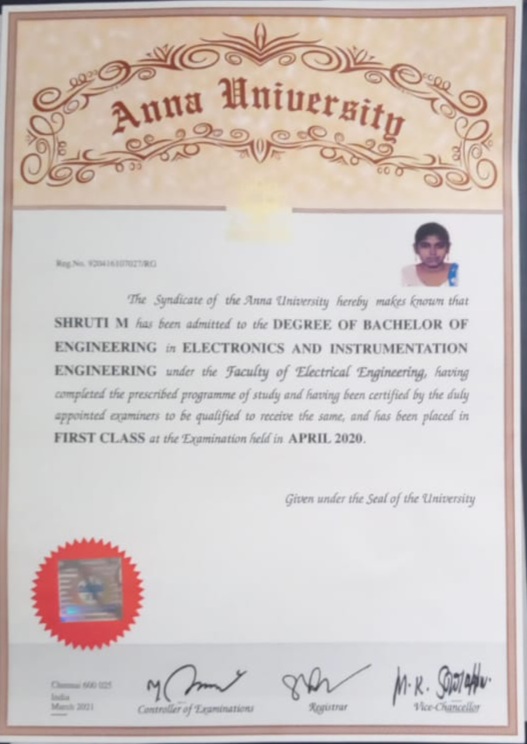 Anna University
Reg.No. V20416107027/RG
The Syndicate of the Anna University hereby makes known that
SHRUTI M has been admitted to the DEGREE OF BACHELOR OF
ENGINEERING in ELECTRONICS AND INSTRUMENTATION
ENGINEERING under the Faculty of Electrical Engineering, having
completed the prescribed programme of study and having been certified by the duly
appointed examiners to be qualified to receive the same, and has been placed in
FIRST CLASS at the Examination held in APRIL 2020.
Given under the Seal of the University
Chennai 600 025
India
March 2021
Controller of Examinations
Registrar
M. K.
Vice-Chancellor